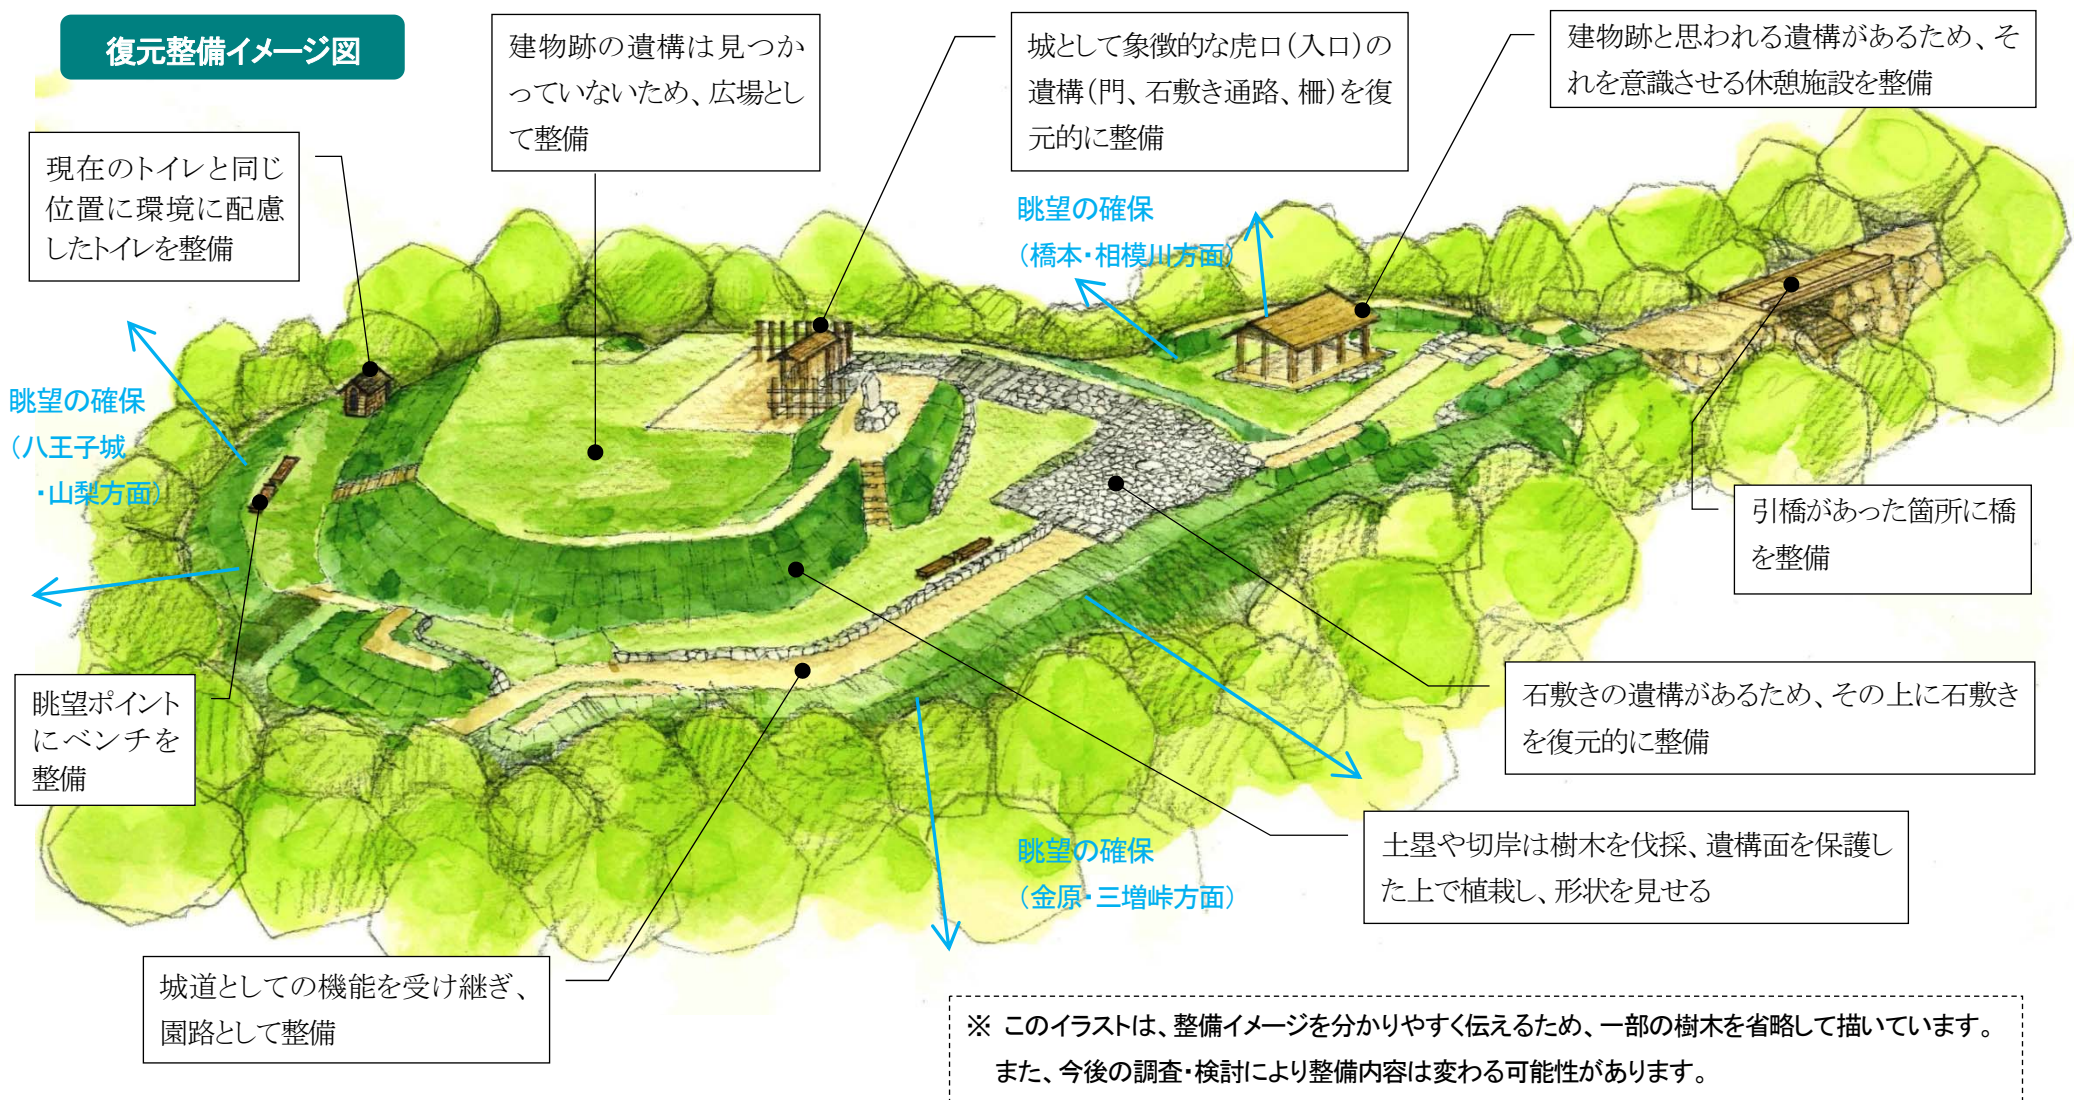 復元整備イメージ図
建物跡の遺構は見つか
っていないため、広場とし
て整備
城として象徴的な虎口(入口)の
遺構(門、石敷き通路、柵)を復
元的に整備
建物跡と思われる遺構があるため、そ
れを意識させる休憩施設を整備
現在のトイレと同じ
位置に環境に配慮
したトイレを整備
眺望の確保
(橋本・相模川方面)
眺望の確保
(八王子城
・山梨方面)
引橋があった箇所に橋
を整備
眺望ポイント
にベンチを
整備
石敷きの遺構があるため、その上に石敷き
を復元的に整備
眺望の確保
(金原・三増峠方面)
土塁や切岸は樹木を伐採、遺構面を保護し
た上で植栽し、形状を見せる
城道としての機能を受け継ぎ、
園路として整備
※ このイラストは、整備イメージを分かりやすく伝えるため、一部の樹木を省略して描いています。
また、今後の調査・検討により整備内容は変わる可能性があります。